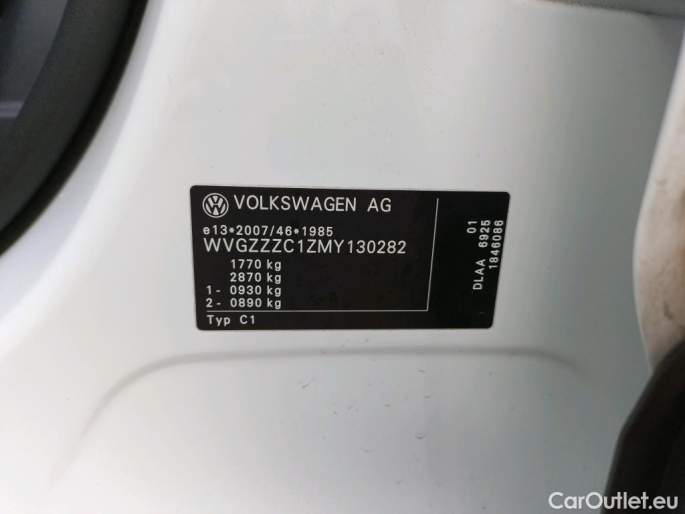 VOLKSWAGEN AG
e13*2007/46*1985
WVGZZZC1ZMY130282
1770 kg
2870 kg
1 - 0930 kg
2 - 0890 kg
Typ C1
01
DLAA 6925
1846086
CarOutlet.eu